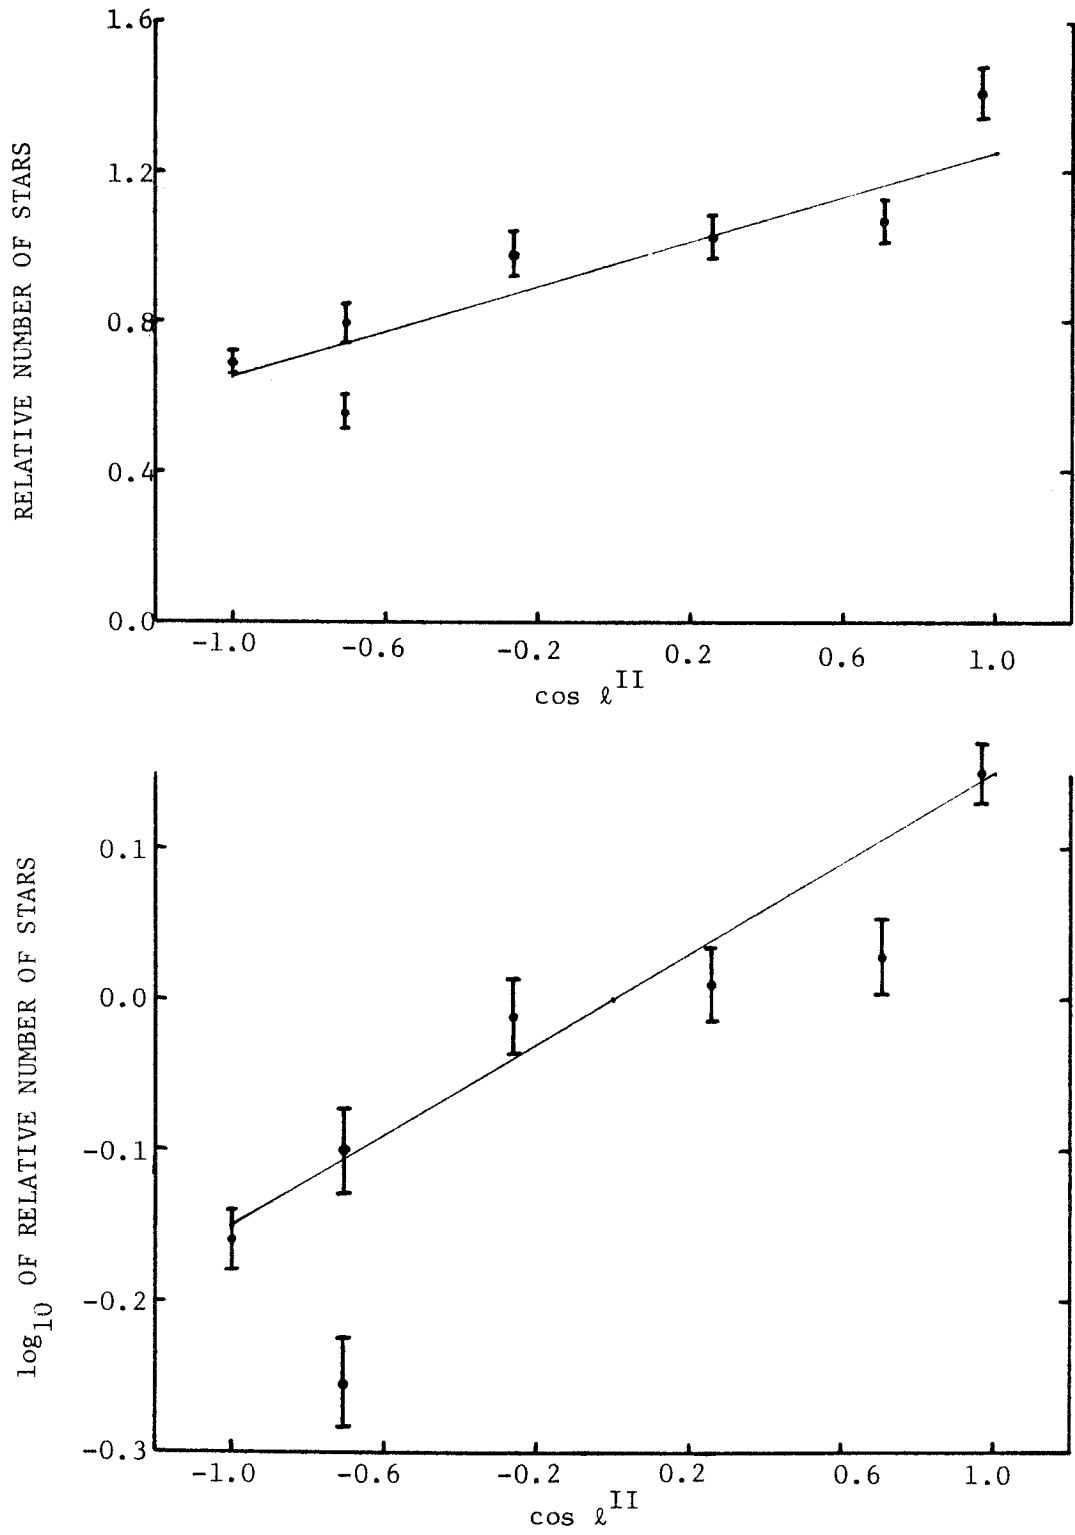 RELATIVE NUMBER OF STARS
1.6
1.2
0.8
0.4
0.0
-1.0 -0.6 -0.2 0.2 0.6 1.0
cos ℓ^II
log₁₀ OF RELATIVE NUMBER OF STARS
0.1
0.0
-0.1
-0.2
-0.3
-1.0 -0.6 -0.2 0.2 0.6 1.0
cos ℓ^II